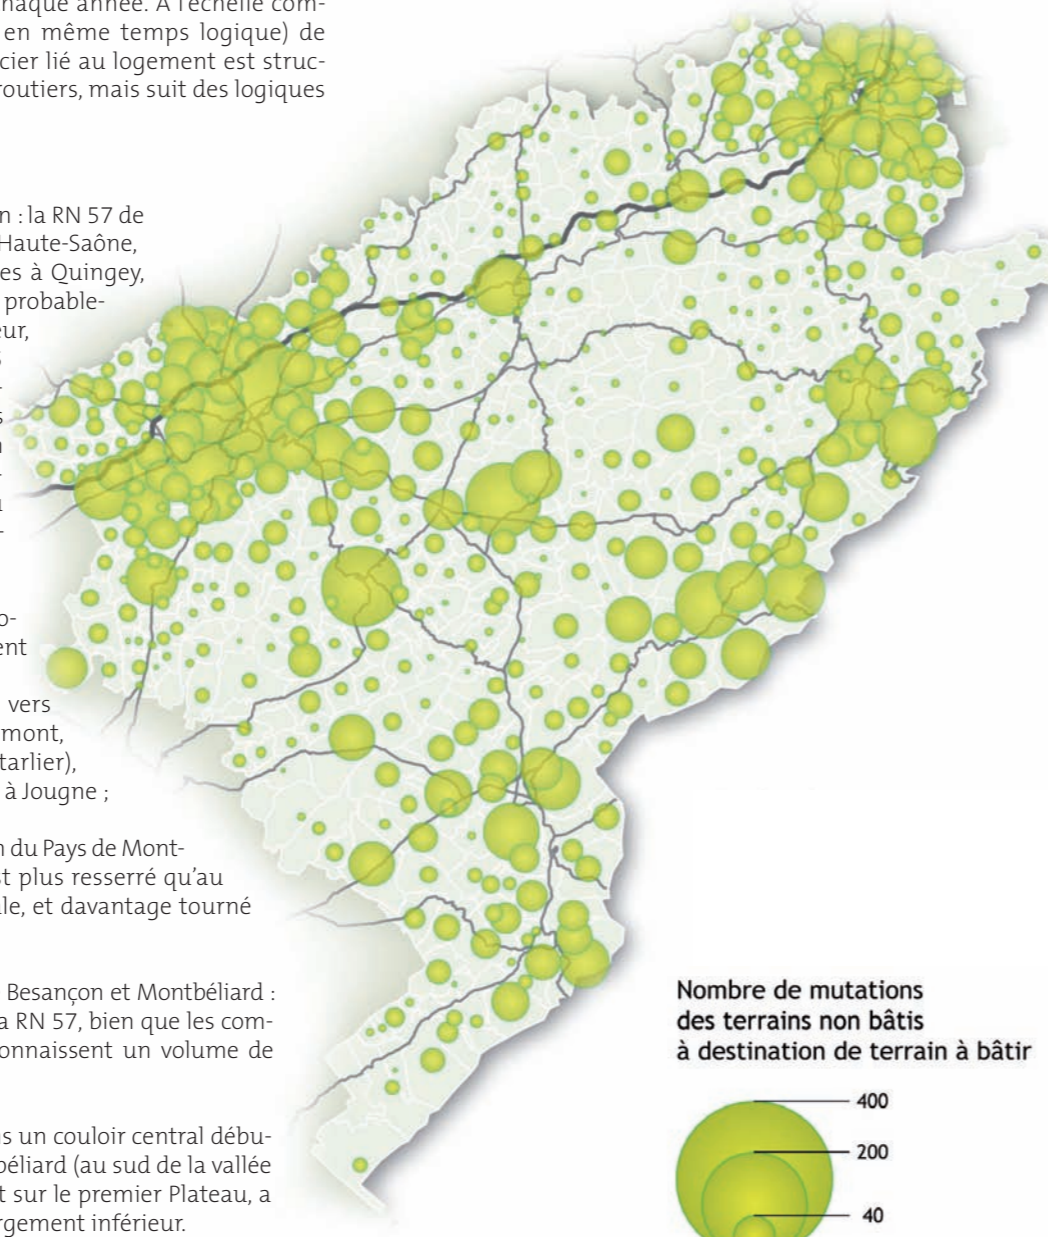 haque année. A l'échelle com-
en même temps logique) de
cier lié au logement est struc-
routiers, mais suit des logiques
n : la RN 57 de
Haute-Saône,
es à Quingey,
probable-
eur,
-
s
n
-
-
o-
ent
vers
mont,
tarlier),
à Jougne ;
n du Pays de Mont-
st plus resserré qu'au
le, et davantage tourné
Besançon et Montbéliard :
a RN 57, bien que les com-
onnaissent un volume de
s un couloir central débu-
béliard (au sud de la vallée
t sur le premier Plateau, a
rgement inférieur.
Nombre de mutations
des terrains non bâtis
à destination de terrain à bâtir
400
200
40